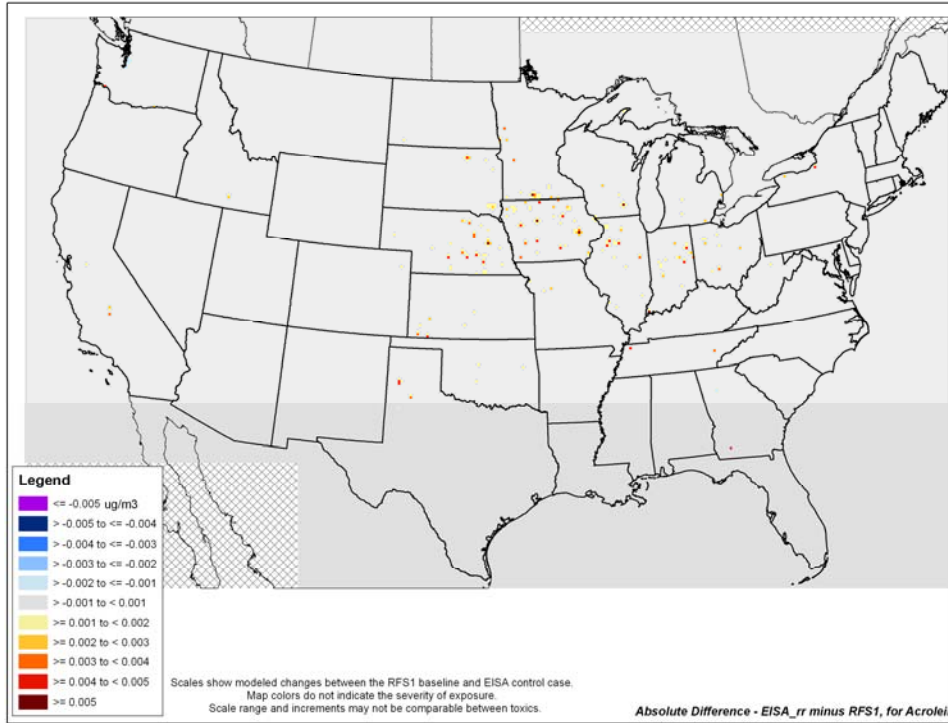 Legend
<= -0.005 ug/m3
> -0.005 to <= -0.004
> -0.004 to <= -0.003
> -0.003 to <= -0.002
> -0.002 to <= -0.001
> -0.001 to < 0.001
>= 0.001 to < 0.002
>= 0.002 to < 0.003
>= 0.003 to < 0.004
>= 0.004 to < 0.005
>= 0.005
Scales show modeled changes between the RFS1 baseline and EISA control case.
Map colors do not indicate the severity of exposure.
Scale range and increments may not be comparable between toxics.
Absolute Difference - EISA_rr minus RFS1, for Acrolei